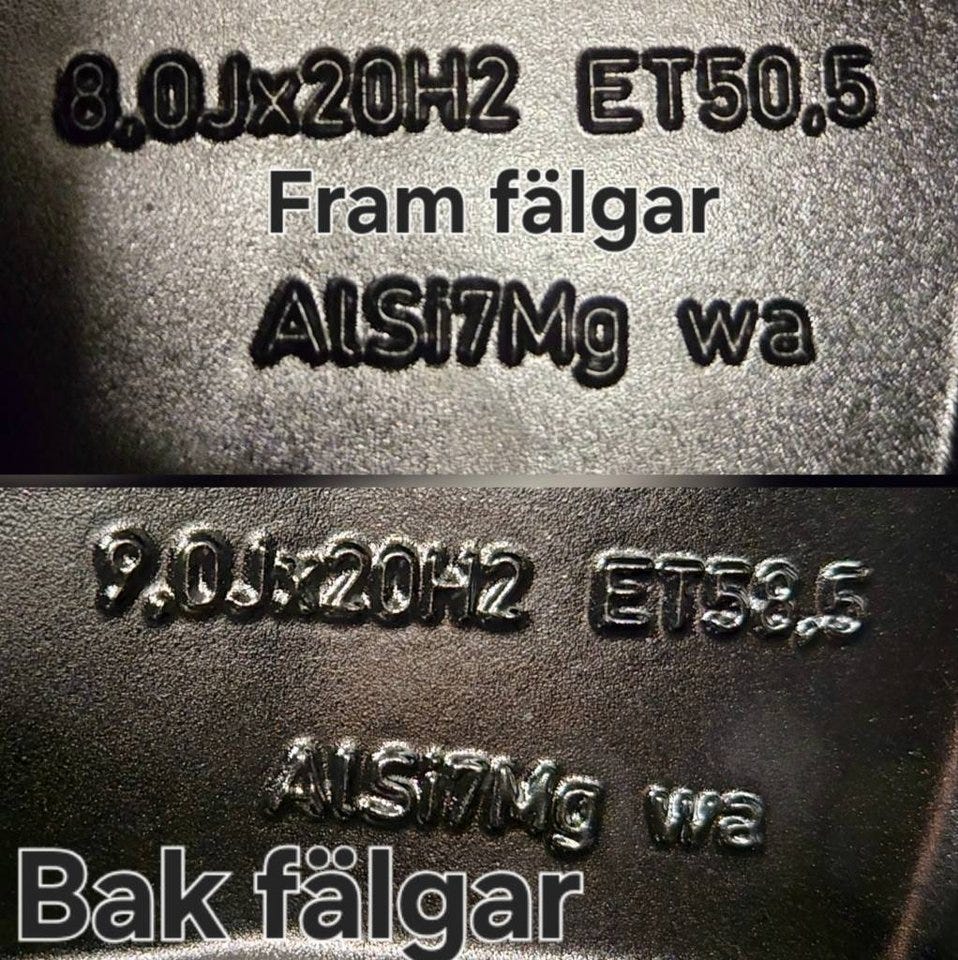 8.0Jx20H2 ET50.5
Fram fälgar
AlSi7Mg wa
9.0Jx20H2 ET58.5
AlSi7Mg wa
Bak fälgar